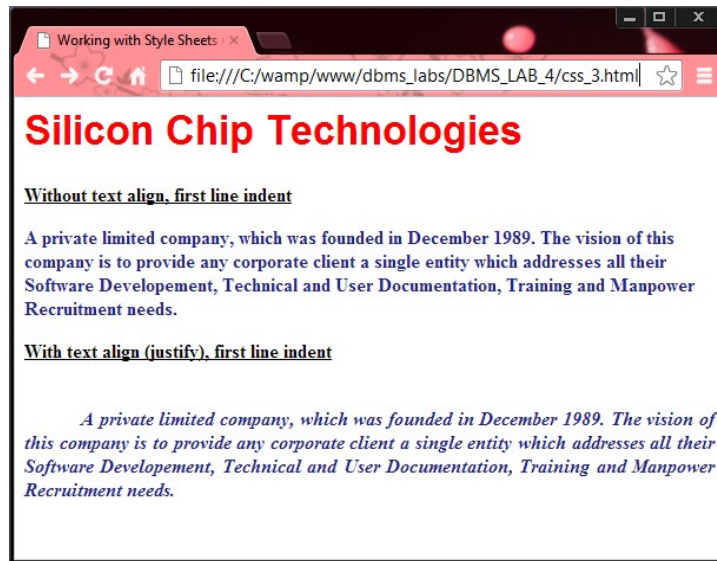 Working with Style Sheets
file:///C:/wamp/www/dbms_labs/DBMS_LAB_4/css_3.html
Silicon Chip Technologies
Without text align, first line indent
A private limited company, which was founded in December 1989. The vision of this
company is to provide any corporate client a single entity which addresses all their
Software Developement, Technical and User Documentation, Training and Manpower
Recruitment needs.
With text align (justify), first line indent
A private limited company, which was founded in December 1989. The vision of
this company is to provide any corporate client a single entity which addresses all their
Software Developement, Technical and User Documentation, Training and Manpower
Recruitment needs.